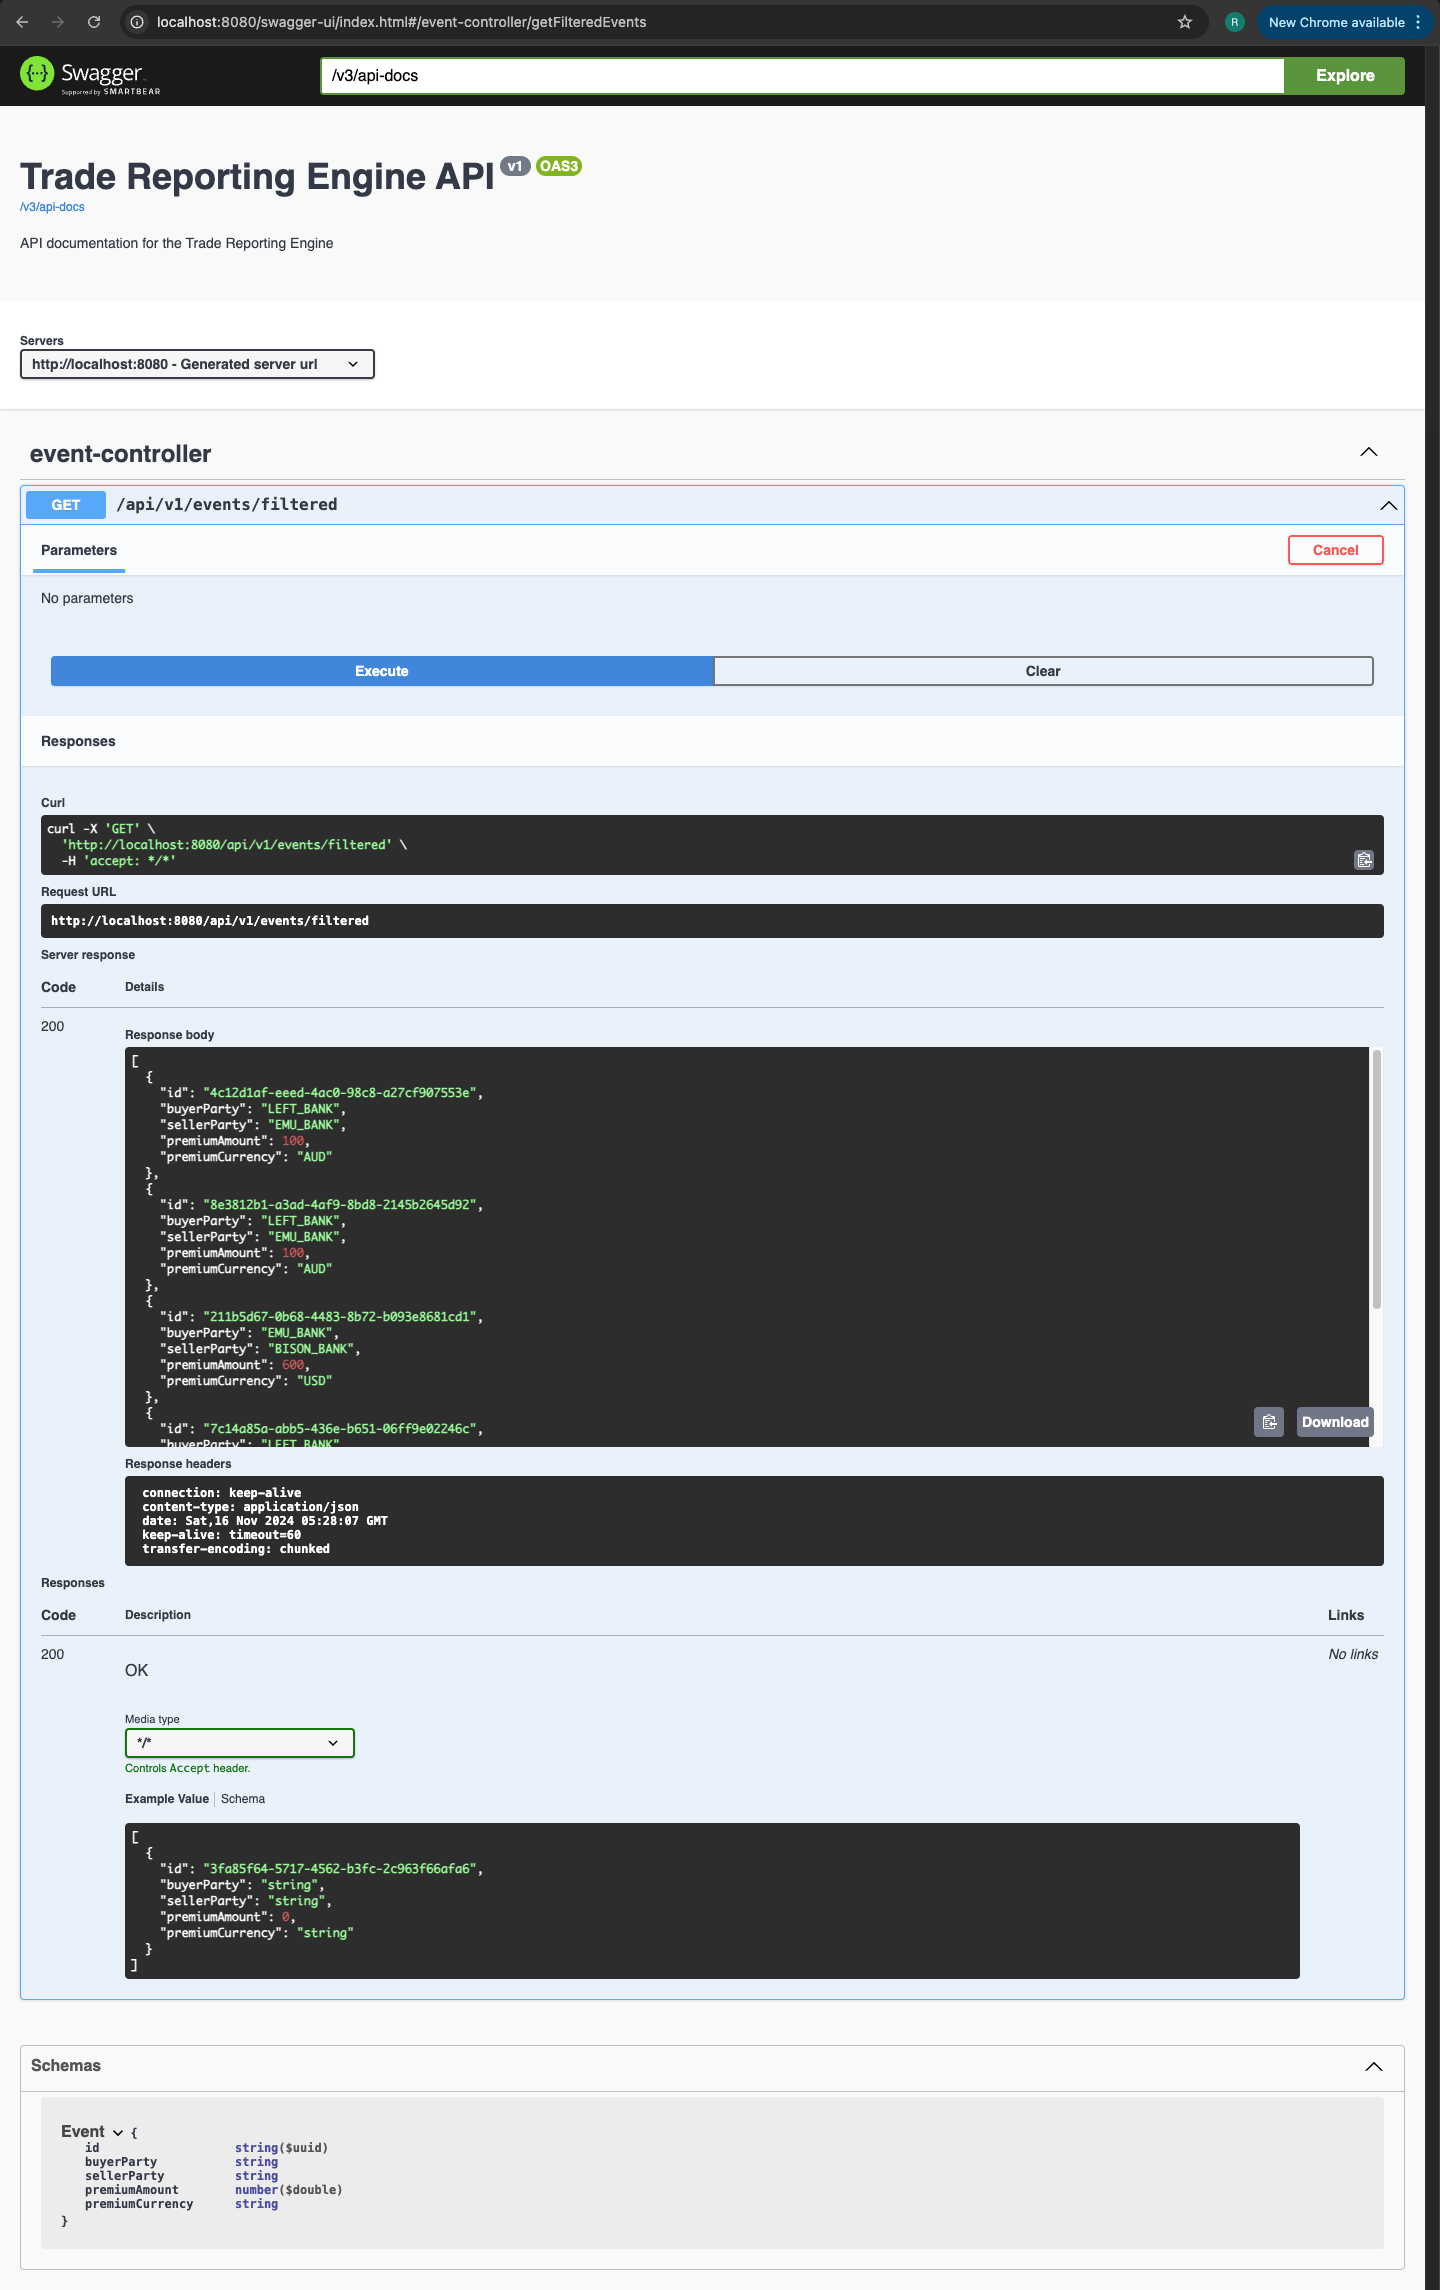 localhost:8080/swagger-ui/index.html#/event-controller/getFilteredEvents
R
New Chrome available
Swagger
Supported by SMARTBEAR
/v3/api-docs
Explore
Trade Reporting Engine API v1 OAS3
/v3/api-docs
API documentation for the Trade Reporting Engine
Servers
http://localhost:8080 - Generated server url
event-controller
GET /api/v1/events/filtered
Parameters
Cancel
No parameters
Execute
Clear
Responses
Curl
curl -X 'GET' \
'http://localhost:8080/api/v1/events/filtered' \
-H 'accept: */*'
Request URL
http://localhost:8080/api/v1/events/filtered
Server response
Code Details
200
Response body
[
{
"id": "4c12d1af-eeed-4ac0-98c8-a27cf907553e",
"buyerParty": "LEFT_BANK",
"sellerParty": "EMU_BANK",
"premiumAmount": 100,
"premiumCurrency": "AUD"
},
{
"id": "8e3812b1-a3ad-4af9-8bd8-2145b2645d92",
"buyerParty": "LEFT_BANK",
"sellerParty": "EMU_BANK",
"premiumAmount": 100,
"premiumCurrency": "AUD"
},
{
"id": "211b5d67-0b68-4483-8b72-b093e8681cd1",
"buyerParty": "EMU_BANK",
"sellerParty": "BISON_BANK",
"premiumAmount": 600,
"premiumCurrency": "USD"
},
{
"id": "7c14a85a-abb5-436e-b651-06ff9e02246c",
"buyerParty": "LEFT_BANK"
Download
Response headers
connection: keep-alive
content-type: application/json
date: Sat,16 Nov 2024 05:28:07 GMT
keep-alive: timeout=60
transfer-encoding: chunked
Responses
Code Description Links
200
OK
No links
Media type
*/*
Controls Accept header.
Example Value Schema
[
{
"id": "3fa85f64-5717-4562-b3fc-2c963f66afa6",
"buyerParty": "string",
"sellerParty": "string",
"premiumAmount": 0,
"premiumCurrency": "string"
}
]
Schemas
Event {
id string($uuid)
buyerParty string
sellerParty string
premiumAmount number($double)
premiumCurrency string
}